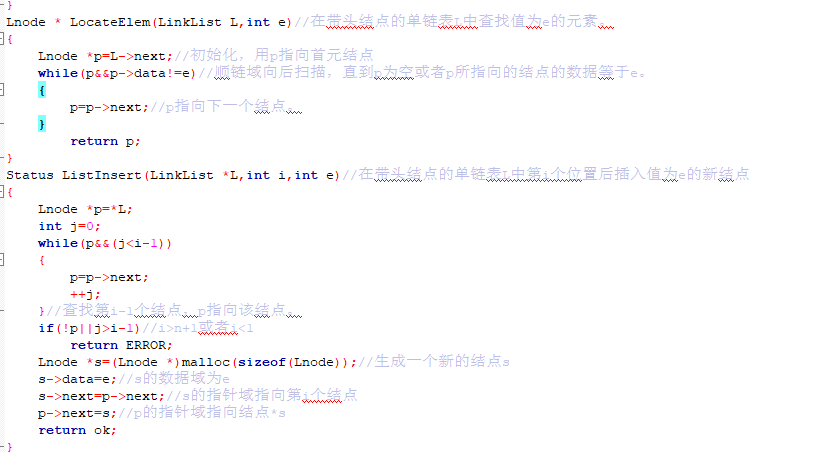 }
Lnode * LocateElem(LinkList L,int e)//在带头结点的单链表L中查找值为e的元素。
{
Lnode *p=L->next;//初始化，用p指向首元结点
while(p&&p->data!=e)//顺链域向后扫描，直到p为空或者p所指向的结点的数据等于e。
{
p=p->next;//p指向下一个结点。
}
return p;
}
Status ListInsert(LinkList *L,int i,int e)//在带头结点的单链表L中第i个位置后插入值为e的新结点
{
Lnode *p=*L;
int j=0;
while(p&&(j<i-1))
{
p=p->next;
++j;
}//查找第i-1个结点，p指向该结点。
if(!p||j>i-1)//i>n+1或者i<1
return ERROR;
Lnode *s=(Lnode *)malloc(sizeof(Lnode));//生成一个新的结点s
s->data=e;//s的数据域为e
s->next=p->next;//s的指针域指向第i个结点
p->next=s;//p的指针域指向结点*s
return ok;
}